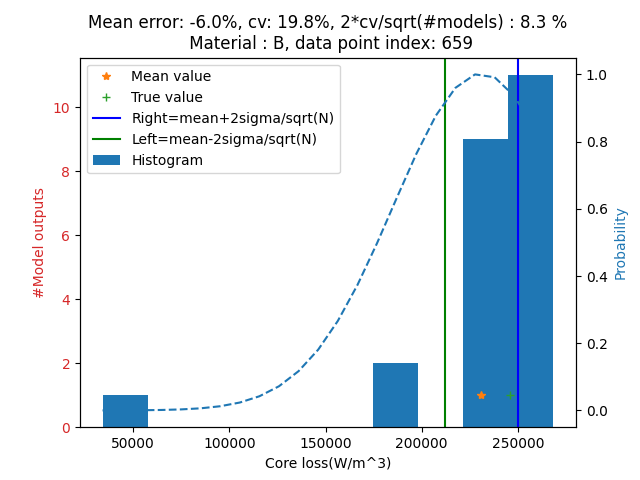 Mean error: -6.0%, cv: 19.8%, 2*cv/sqrt(#models) : 8.3 %
Material : B, data point index: 659
Mean value
True value
Right=mean+2sigma/sqrt(N)
Left=mean-2sigma/sqrt(N)
Histogram
#Model outputs
10
8
6
4
2
0
1.0
0.8
0.6
0.4
0.2
0.0
Probability
50000 100000 150000 200000 250000
Core loss(W/m^3)